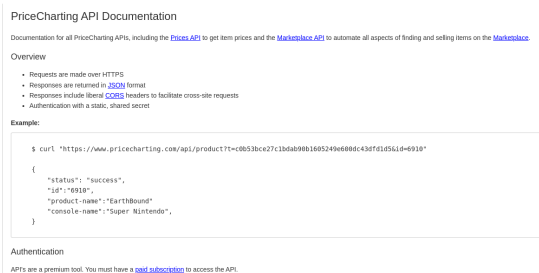 PriceCharting API Documentation
Documentation for all PriceCharting APIs, including the Prices API to get item prices and the Marketplace API to automate all aspects of finding and selling items on the Marketplace.
Overview
• Requests are made over HTTPS
• Responses are returned in JSON format
• Responses include liberal CORS headers to facilitate cross-site requests
• Authentication with a static, shared secret
Example:
$ curl "https://www.pricecharting.com/api/product?t=c0b53bce27c1bdab90b1605249e600dc43dfd1d5&id=6910"
{
"status": "success",
"id":"6910",
"product-name":"EarthBound"
"console-name":"Super Nintendo",
}
Authentication
API's are a premium tool. You must have a paid subscription to access the API.